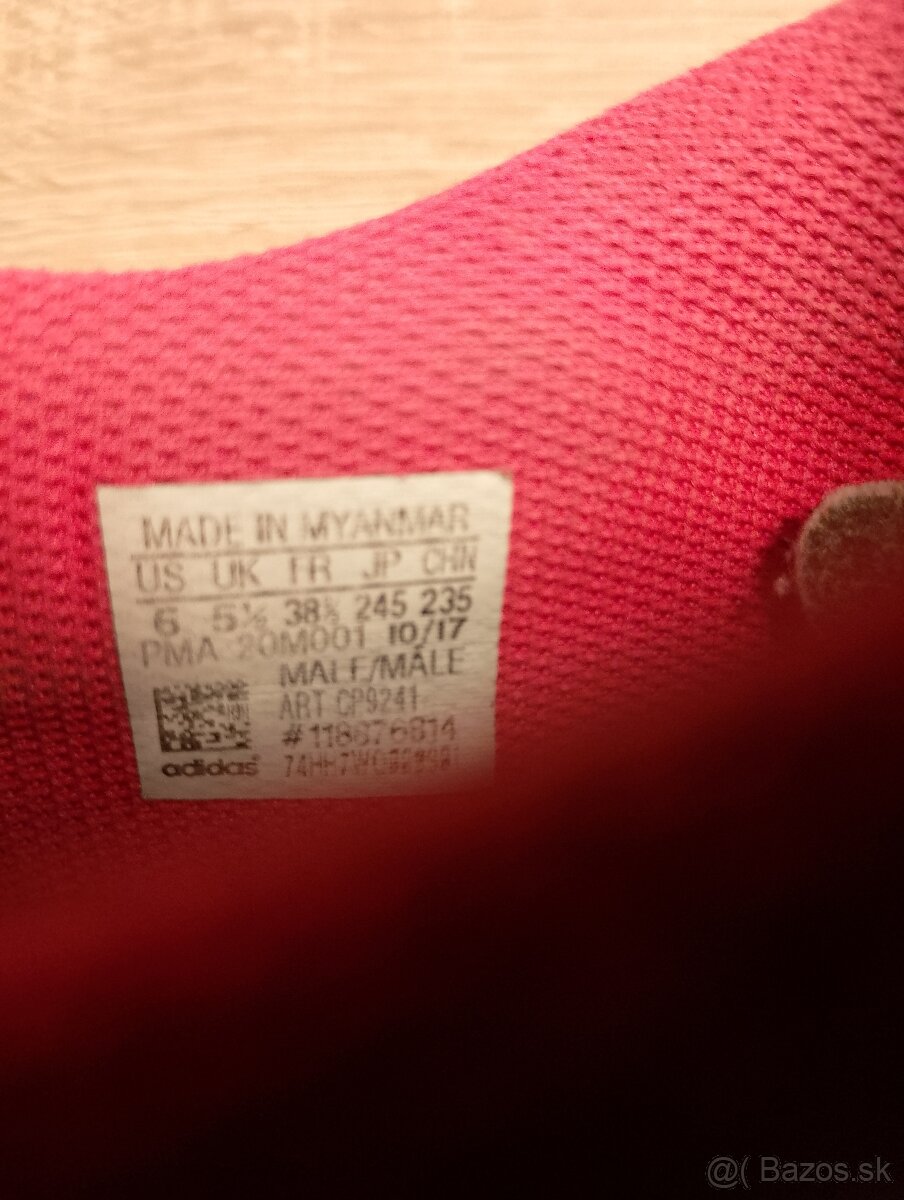 MADE IN MYANMAR
US UK FR JP CHN
6 5½ 38⅔ 245 235
PMA 20M001 10/17
MALE/MÂLE
ART CP9241
adidas
@( Bazos.sk